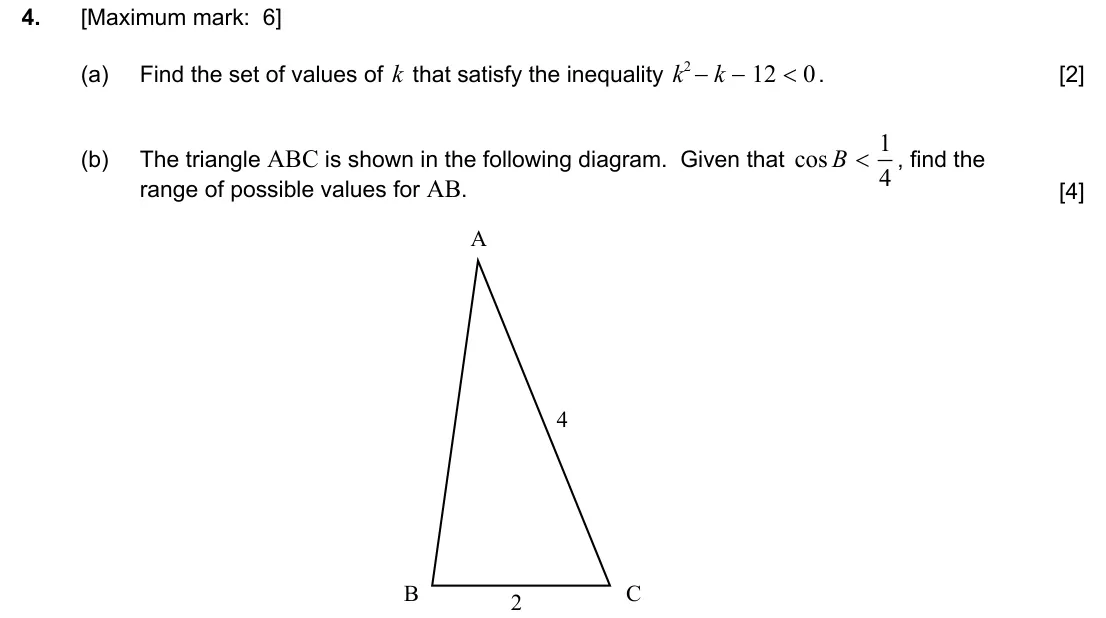 4. [Maximum mark: 6]
(a) Find the set of values of k that satisfy the inequality k² – k – 12 < 0 . [2]
(b) The triangle ABC is shown in the following diagram. Given that cos B < 1/4 , find the
range of possible values for AB. [4]
A
4
B
2
C